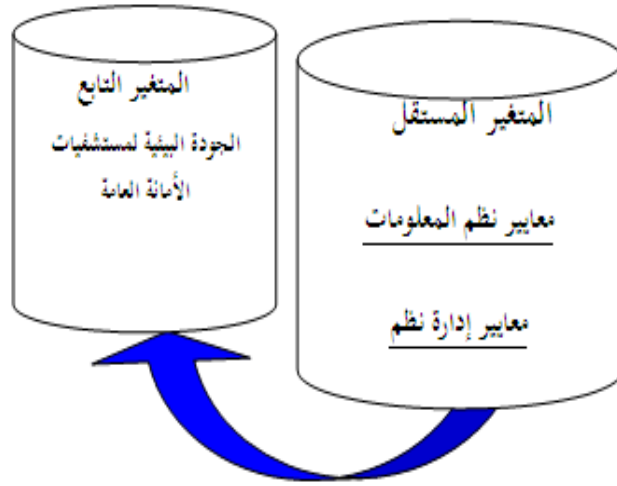 المتغير المستقل
معايير نظم المعلومات
معايير إدارة نظم
المتغير التابع
الجودة البيئية لمستشفيات
الأمانة العامة